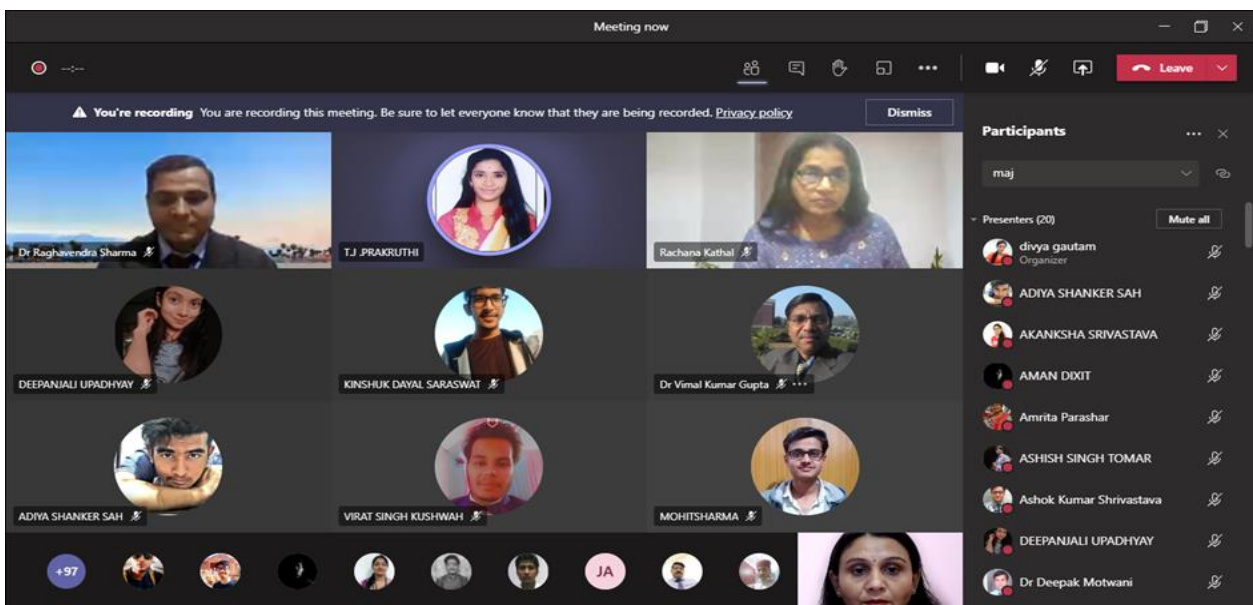 Meeting now
--:--
Leave
You're recording You are recording this meeting. Be sure to let everyone know that they are being recorded. Privacy policy
Dismiss
Dr Raghavendra Sharma
T.J .PRAKRUTHI
Rachana Kathal
DEEPANJALI UPADHYAY
KINSHUK DAYAL SARASWAT
Dr Vimal Kumar Gupta
ADIYA SHANKER SAH
VIRAT SINGH KUSHWAH
MOHITSHARMA
+97
JA
Participants
maj
Presenters (20)
Mute all
divya gautam
Organizer
ADIYA SHANKER SAH
AKANKSHA SRIVASTAVA
AMAN DIXIT
Amrita Parashar
ASHISH SINGH TOMAR
Ashok Kumar Shrivastava
DEEPANJALI UPADHYAY
Dr Deepak Motwani